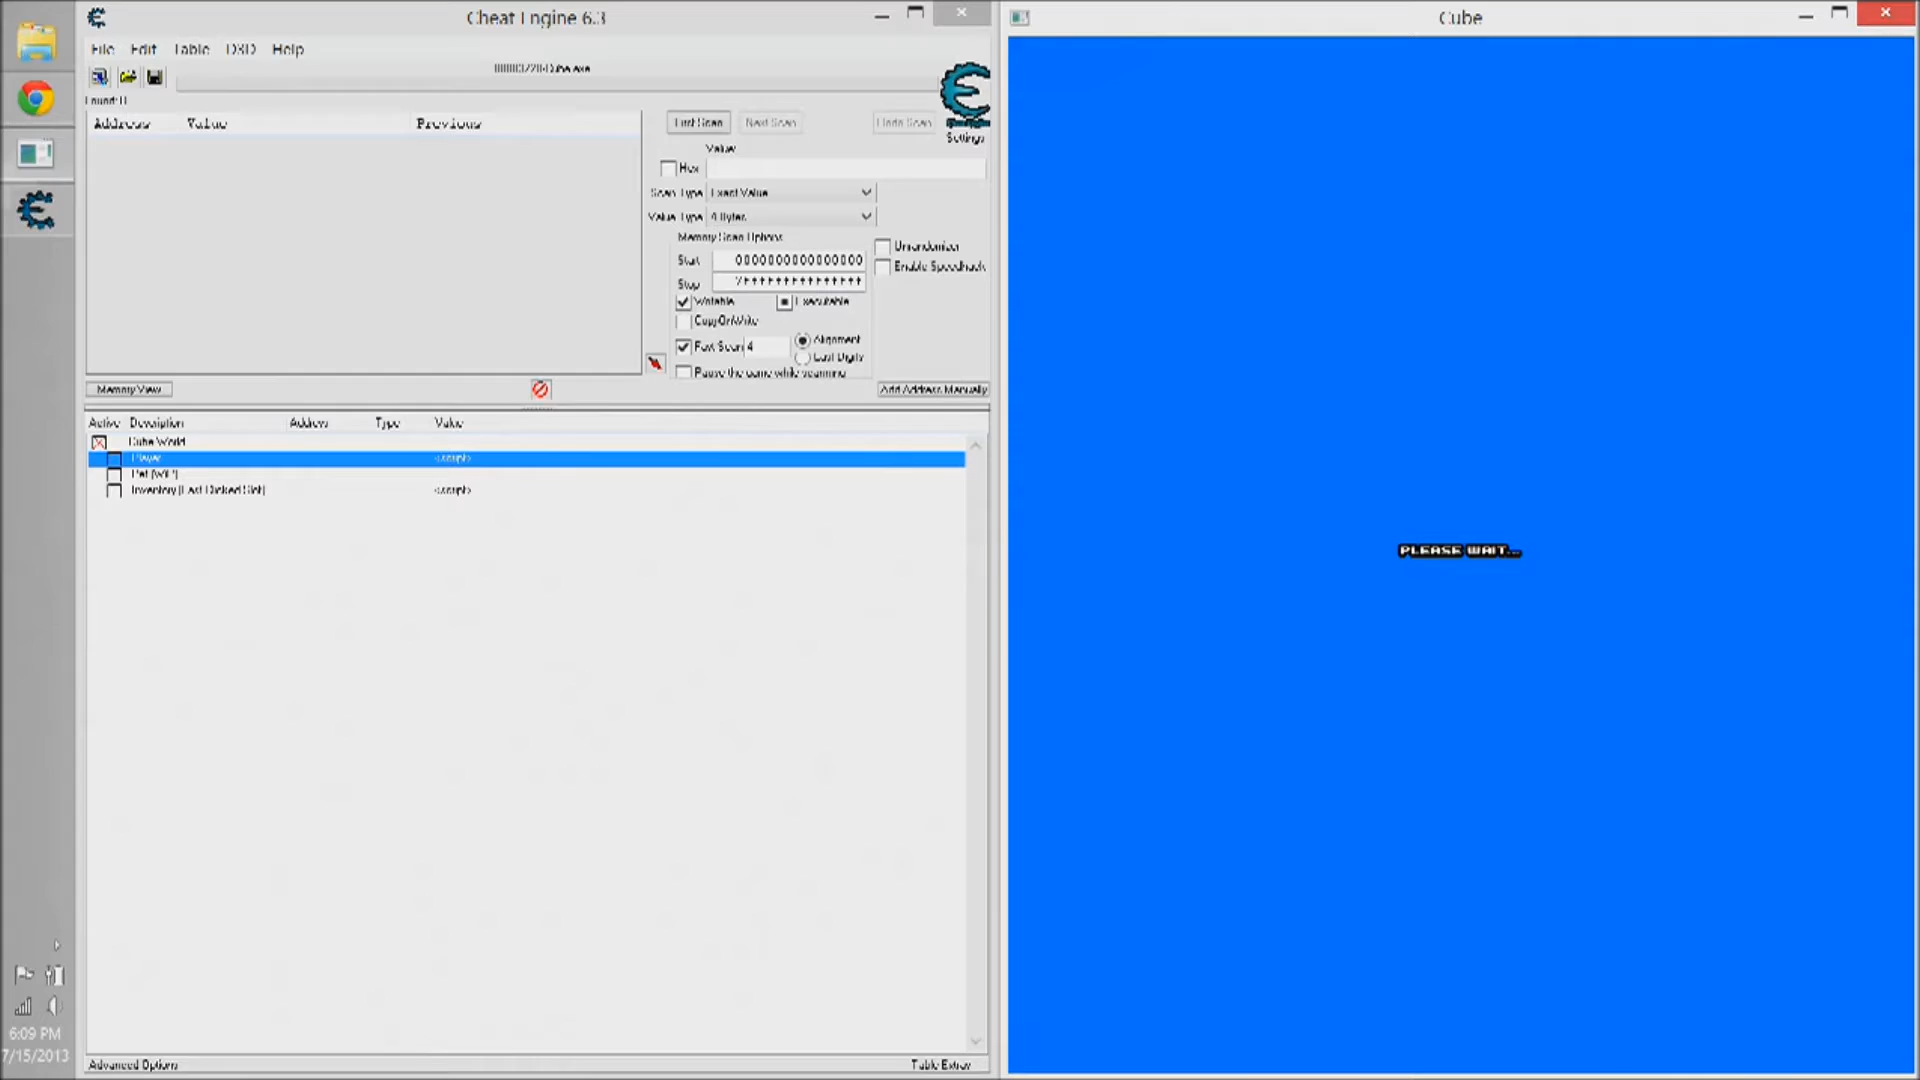 Cheat Engine 6.3
File Edit Table D3D Help
Found: 0
Address Value Previous
First Scan Next Scan Undo Scan
Settings
Value:
Hex
Scan Type Exact Value
Value Type 4 Bytes
Memory Scan Options
Unrandomizer
Start 0000000000000000
Enable Speedhack
Stop 7fffffffffffffff
Writable Executable
CopyOnWrite
Fast Scan 4 Alignment
Last Digits
Pause the game while scanning
Memory View Add Address Manually
Active Description Address Type Value
Cube World
Player <script>
Pet (WIP)
Inventory [Last Clicked Slot] <script>
Advanced Options Table Extras
6:09 PM
7/15/2013
Cube
PLEASE WAIT...